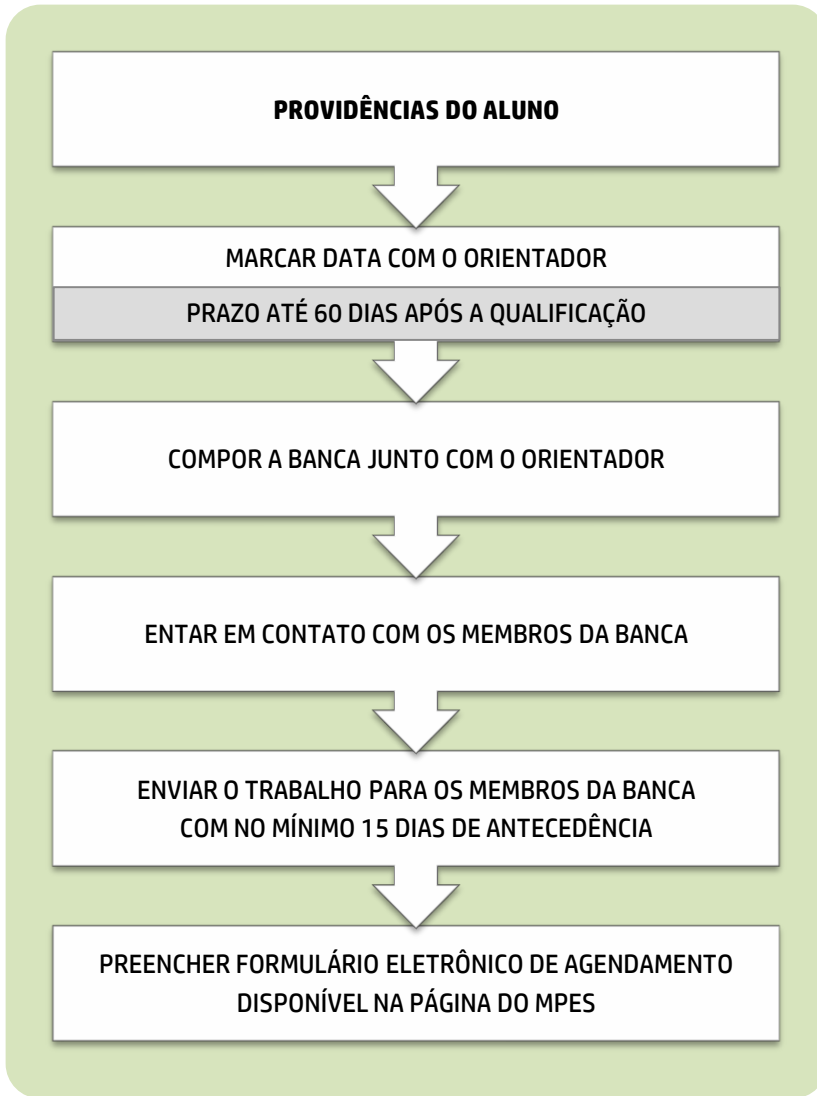 PROVIDÊNCIAS DO ALUNO
MARCAR DATA COM O ORIENTADOR
PRAZO ATÉ 60 DIAS APÓS A QUALIFICAÇÃO
COMPOR A BANCA JUNTO COM O ORIENTADOR
ENTAR EM CONTATO COM OS MEMBROS DA BANCA
ENVIAR O TRABALHO PARA OS MEMBROS DA BANCA
COM NO MÍNIMO 15 DIAS DE ANTECEDÊNCIA
PREENCHER FORMULÁRIO ELETRÔNICO DE AGENDAMENTO
DISPONÍVEL NA PÁGINA DO MPES